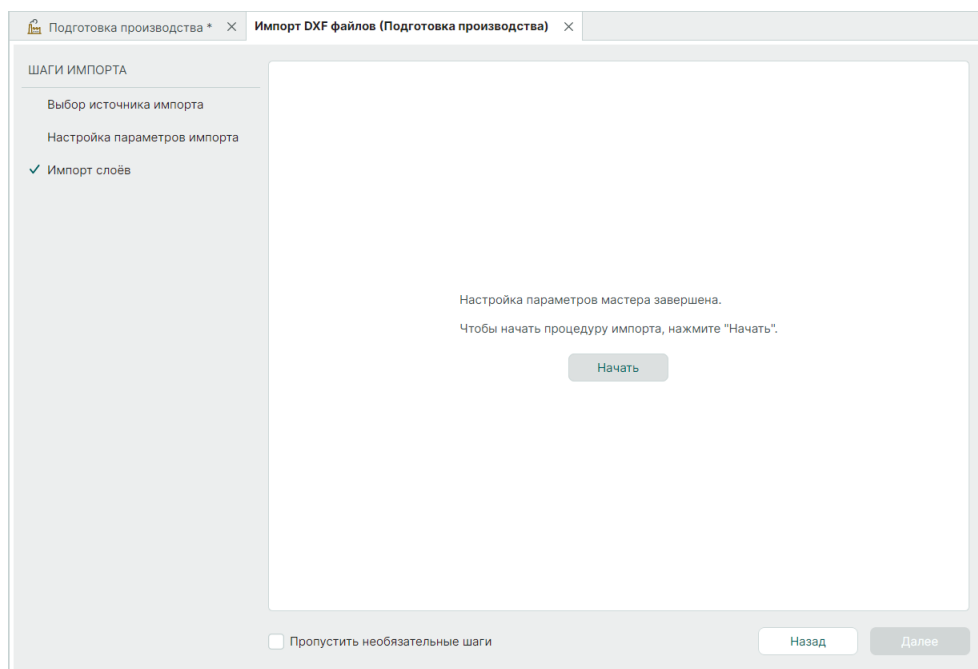 Подготовка производства *
Импорт DXF файлов (Подготовка производства)
ШАГИ ИМПОРТА
Выбор источника импорта
Настройка параметров импорта
Импорт слоёв
Настройка параметров мастера завершена.
Чтобы начать процедуру импорта, нажмите "Начать".
Начать
Пропустить необязательные шаги
Назад
Далее